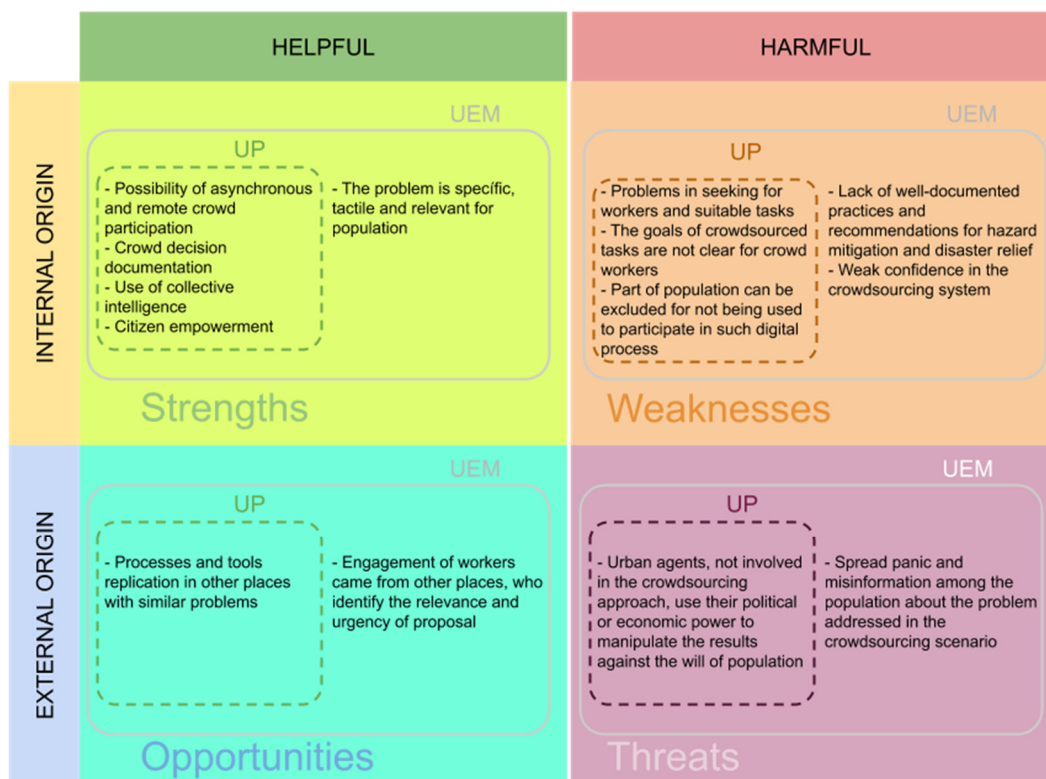 HELPFUL
HARMFUL
INTERNAL ORIGIN
UEM
UP
- Possibility of asynchronous
and remote crowd
participation
- Crowd decision
documentation
- Use of collective
intelligence
- Citizen empowerment
- The problem is specífic,
tactile and relevant for
population
Strengths
UEM
UP
- Problems in seeking for
workers and suitable tasks
- The goals of crowdsourced
tasks are not clear for crowd
workers
- Part of population can be
excluded for not being used
to participate in such digital
process
- Lack of well-documented
practices and
recommendations for hazard
mitigation and disaster relief
- Weak confidence in the
crowdsourcing system
Weaknesses
EXTERNAL ORIGIN
UEM
UP
- Processes and tools
replication in other places
with similar problems
- Engagement of workers
came from other places, who
identify the relevance and
urgency of proposal
Opportunities
UEM
UP
- Urban agents, not involved
in the crowdsourcing
approach, use their political
or economic power to
manipulate the results
against the will of population
- Spread panic and
misinformation among the
population about the problem
addressed in the
crowdsourcing scenario
Threats